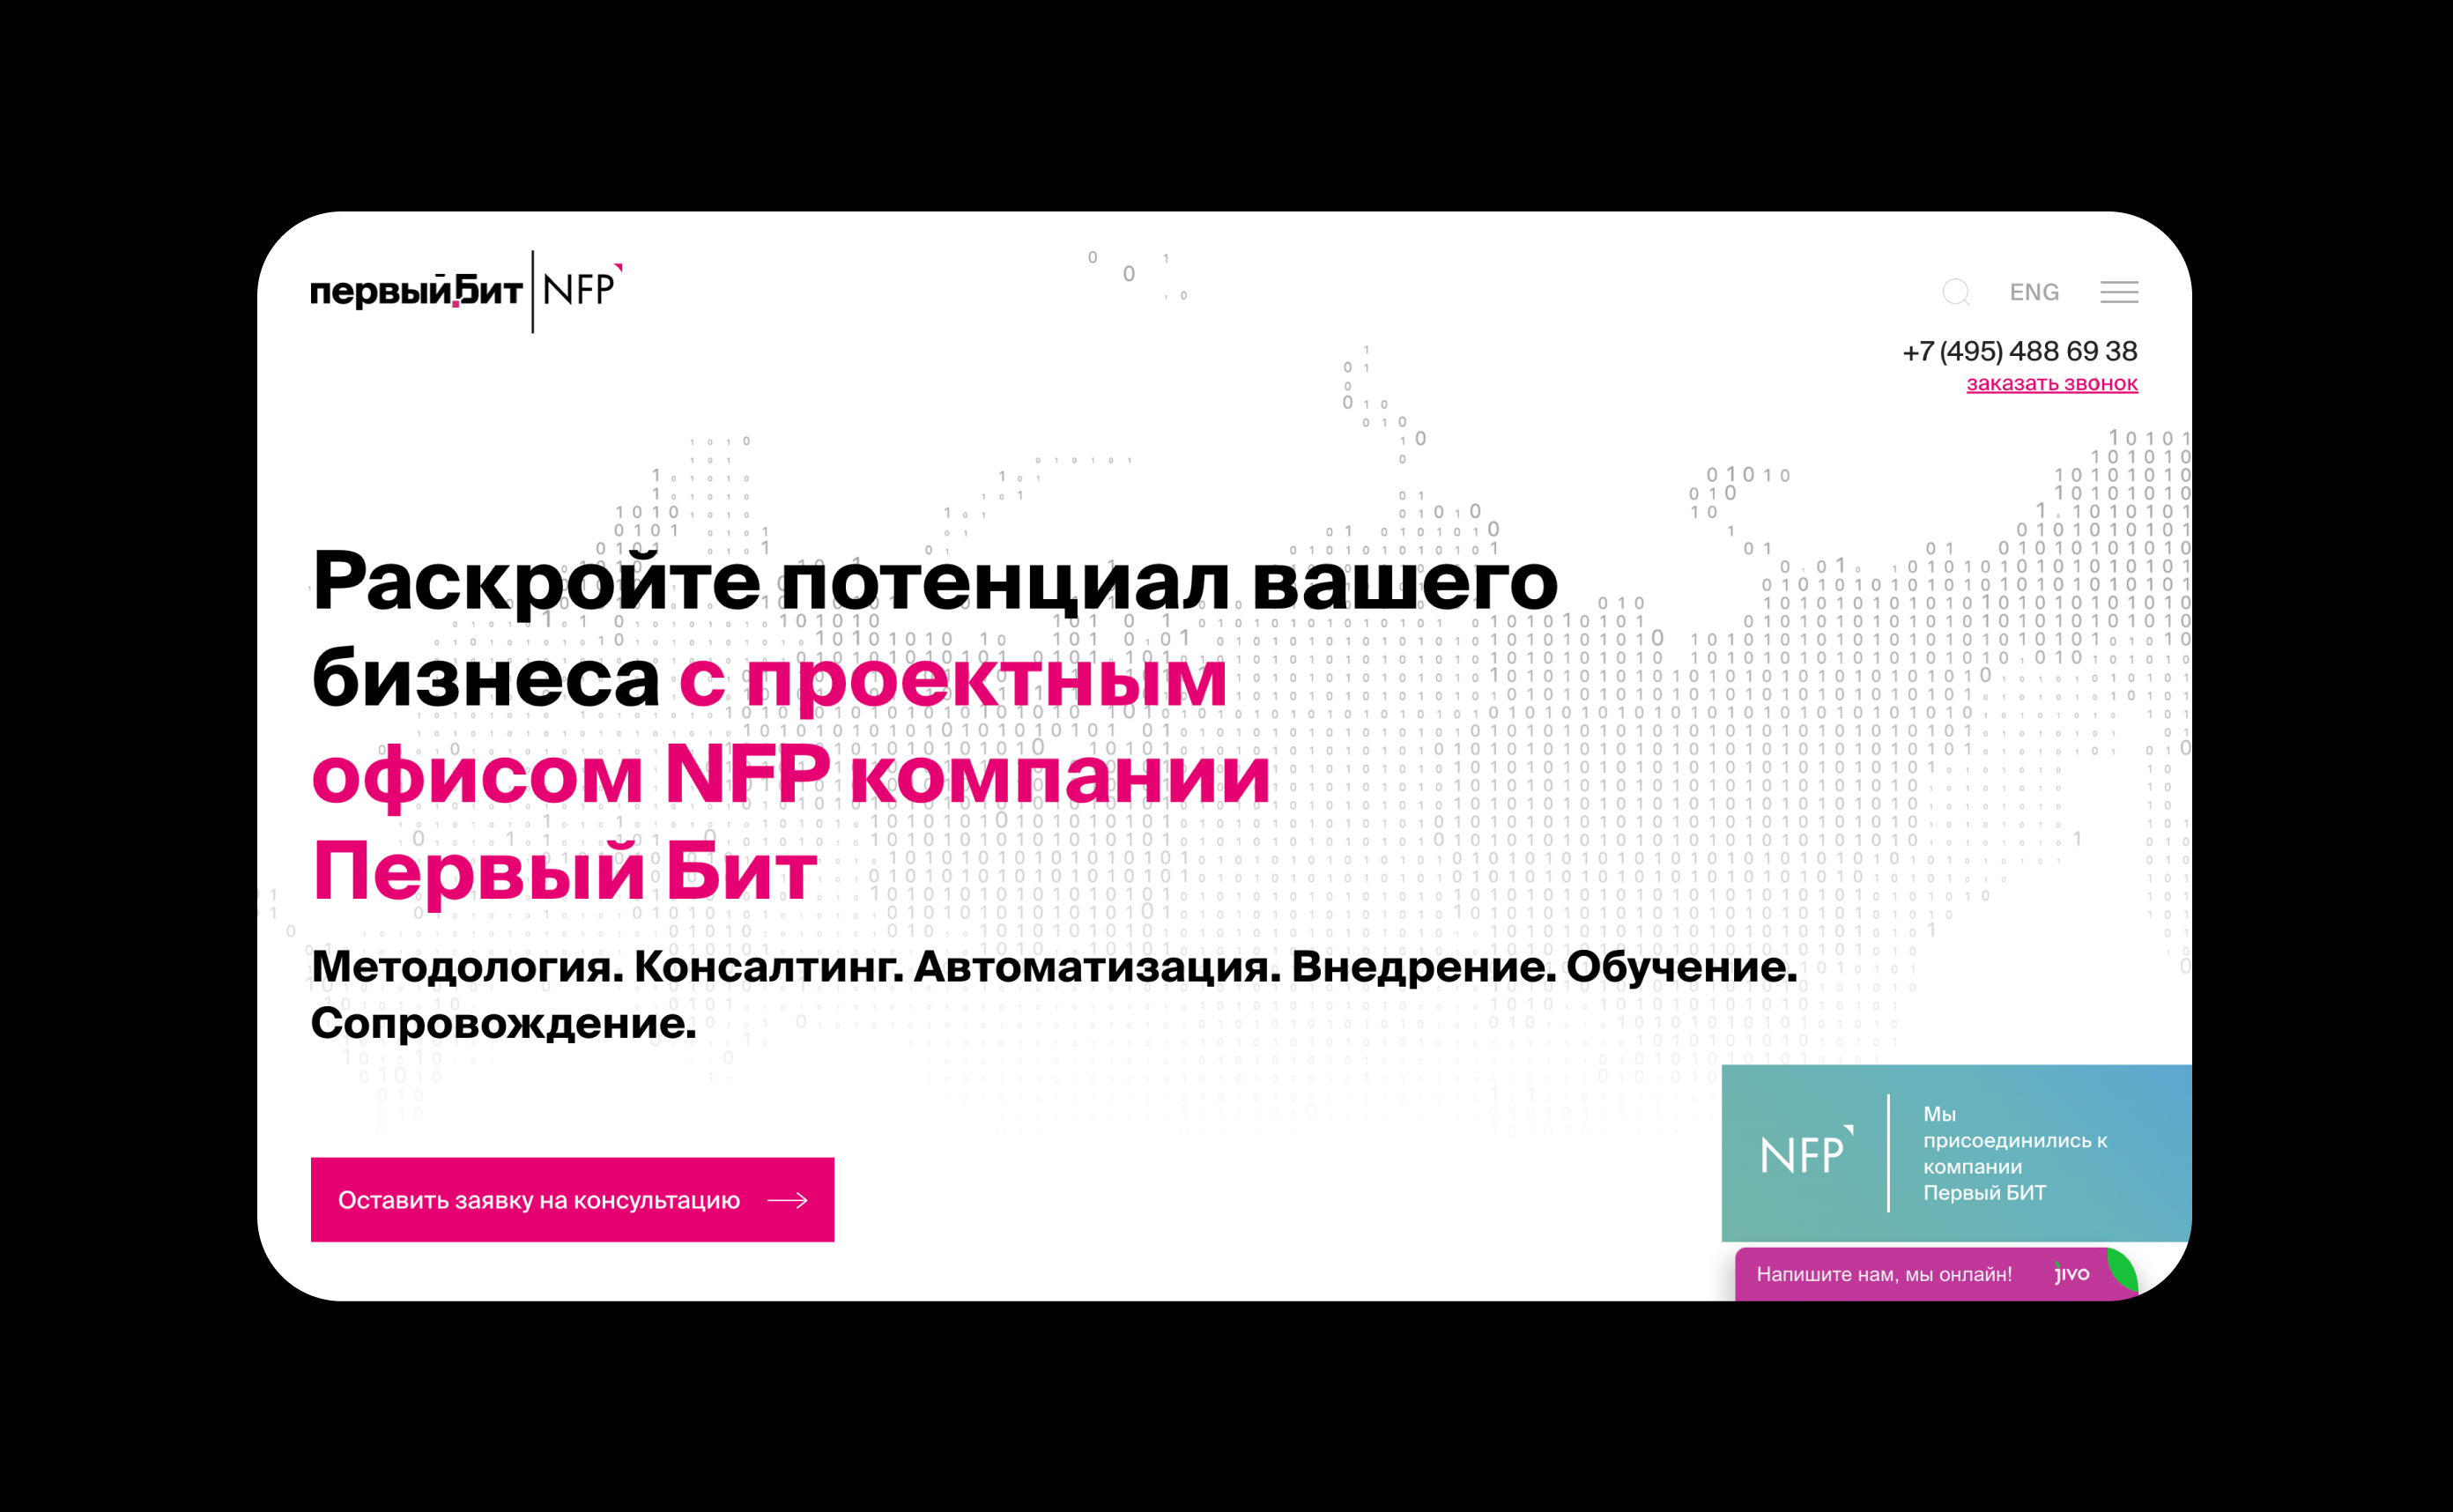 первый.Бит NFP
ENG
+7 (495) 488 69 38
заказать звонок
Раскройте потенциал вашего
бизнеса с проектным
офисом NFP компании
Первый Бит
Методология. Консалтинг. Автоматизация. Внедрение. Обучение.
Сопровождение.
Оставить заявку на консультацию
NFP
Мы
присоединились к
компании
Первый БИТ
Напишите нам, мы онлайн! jivo